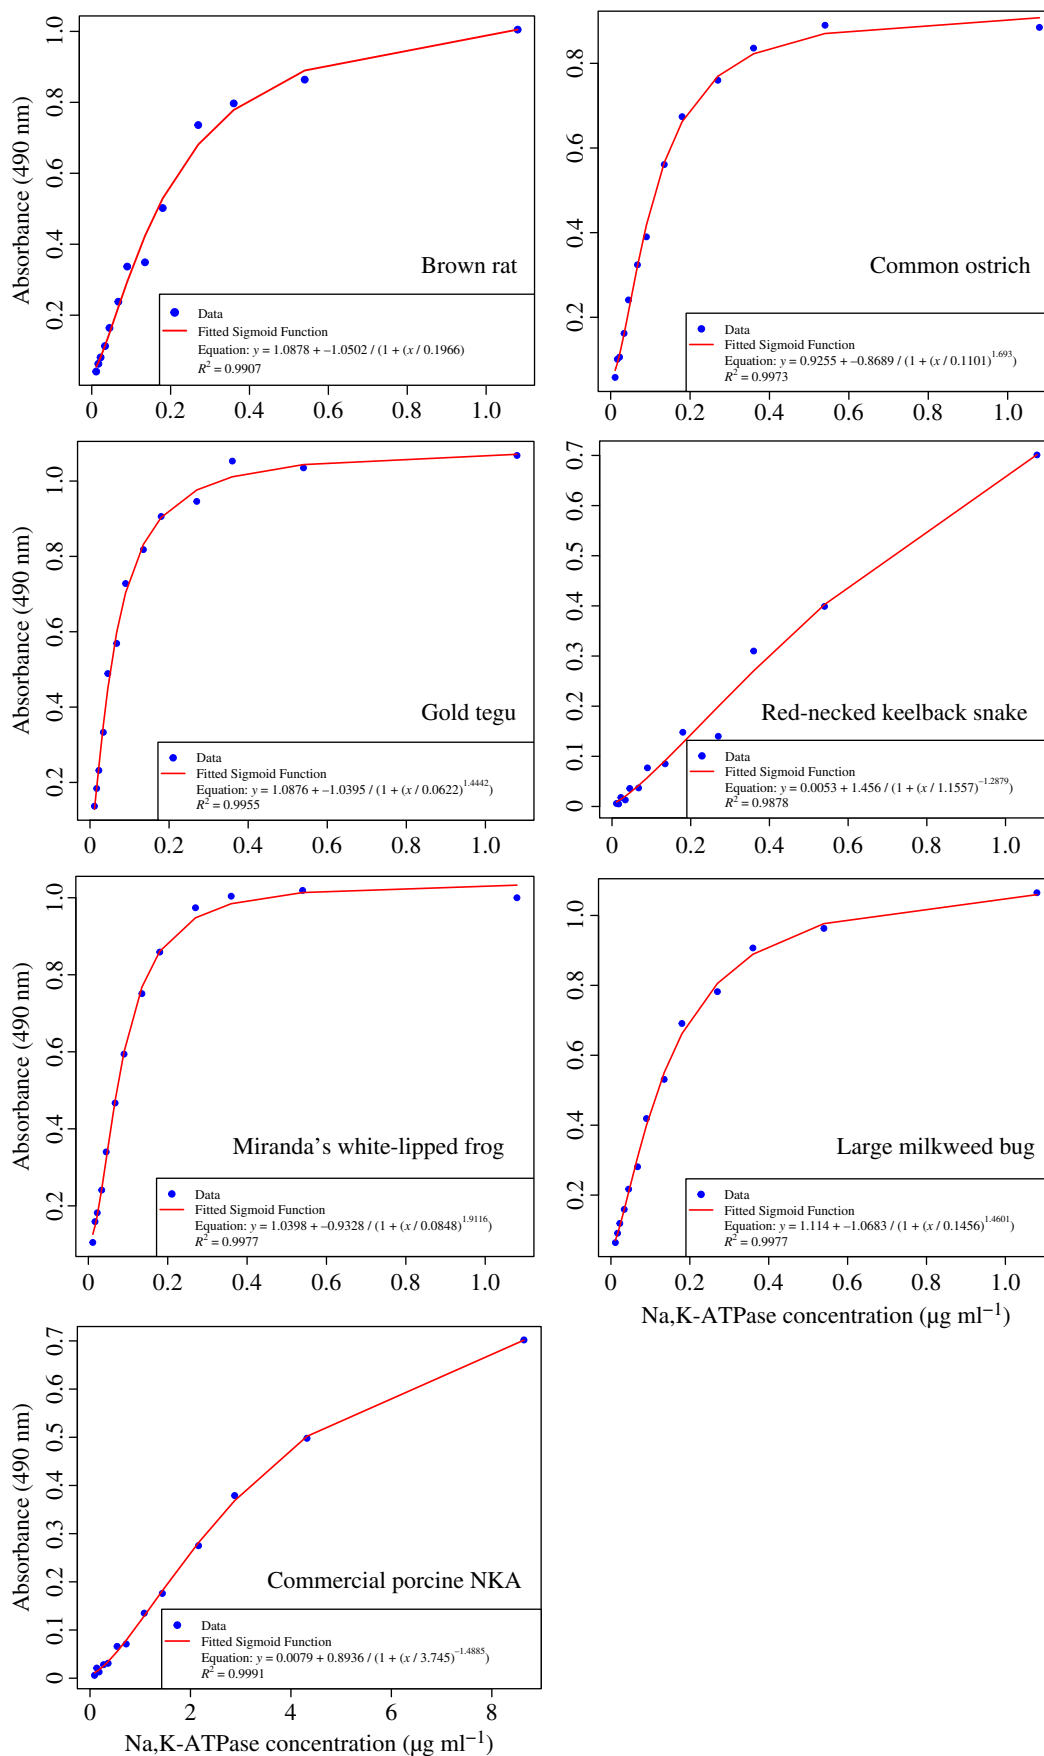 Absorbance (490 nm)
1.0
0.8
0.6
0.4
0.2
Brown rat
Data
Fitted Sigmoid Function
Equation: y = 1.0878 + –1.0502 / (1 + (x / 0.1966)
R² = 0.9907
0 0.2 0.4 0.6 0.8 1.0
0.8
0.6
0.4
0.2
Common ostrich
Data
Fitted Sigmoid Function
Equation: y = 0.9255 + –0.8689 / (1 + (x / 0.1101)^1.693)
R² = 0.9973
0 0.2 0.4 0.6 0.8 1.0
Absorbance (490 nm)
1.0
0.8
0.6
0.4
0.2
Gold tegu
Data
Fitted Sigmoid Function
Equation: y = 1.0876 + –1.0395 / (1 + (x / 0.0622)^1.4442)
R² = 0.9955
0 0.2 0.4 0.6 0.8 1.0
0.7
0.6
0.5
0.4
0.3
0.2
0.1
0
Red-necked keelback snake
Data
Fitted Sigmoid Function
Equation: y = 0.0053 + 1.456 / (1 + (x / 1.1557)^–1.2879)
R² = 0.9878
0 0.2 0.4 0.6 0.8 1.0
Absorbance (490 nm)
1.0
0.8
0.6
0.4
0.2
Miranda’s white-lipped frog
Data
Fitted Sigmoid Function
Equation: y = 1.0398 + –0.9328 / (1 + (x / 0.0848)^1.9116)
R² = 0.9977
0 0.2 0.4 0.6 0.8 1.0
1.0
0.8
0.6
0.4
0.2
Large milkweed bug
Data
Fitted Sigmoid Function
Equation: y = 1.114 + –1.0683 / (1 + (x / 0.1456)^1.4601)
R² = 0.9977
0 0.2 0.4 0.6 0.8 1.0
Na,K-ATPase concentration (µg ml⁻¹)
Absorbance (490 nm)
0.7
0.5
0.4
0.3
0.2
0.1
0
Commercial porcine NKA
Data
Fitted Sigmoid Function
Equation: y = 0.0079 + 0.8936 / (1 + (x / 3.745)^–1.4885)
R² = 0.9991
0 2 4 6 8
Na,K-ATPase concentration (µg ml⁻¹)